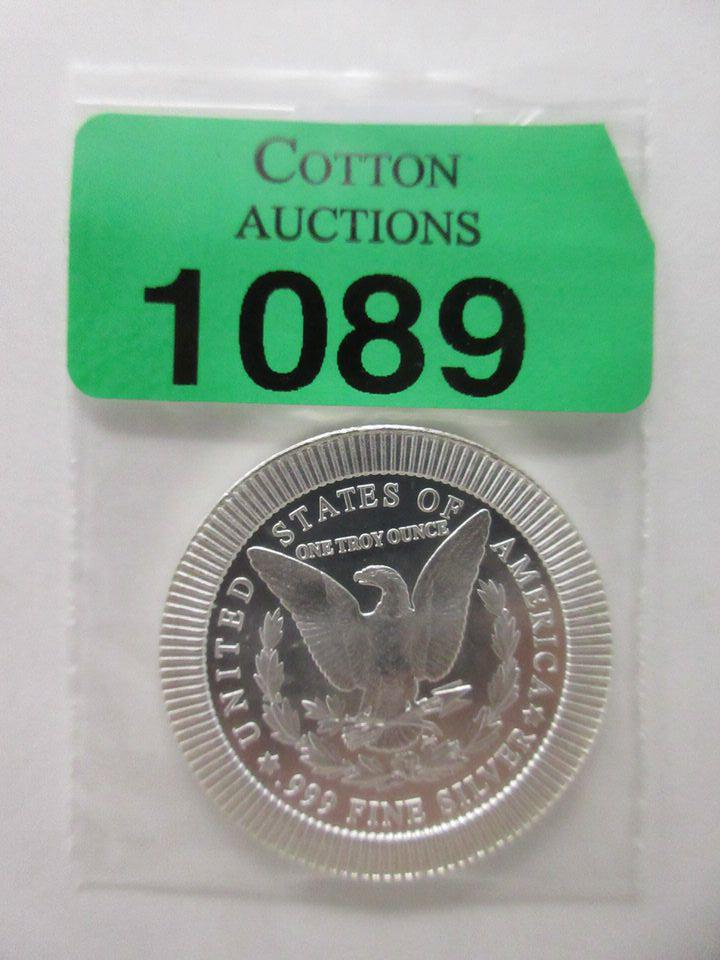 COTTON
AUCTIONS
1089
UNITED STATES OF AMERICA
ONE TROY OUNCE
.999 FINE SILVER